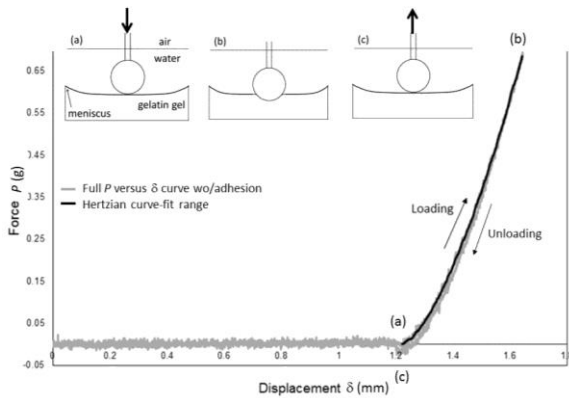 (a)
air
water
gelatin gel
meniscus
(b)
(c)
(b)
0.65
0.55
0.45
0.35
0.25
0.15
0.05
-0.05
Force P (g)
Full P versus δ curve wo/adhesion
Hertzian curve-fit range
Loading
Unloading
(a)
(c)
0
0.2
0.4
0.6
0.8
1
1.2
1.4
1.6
1.8
Displacement δ (mm)